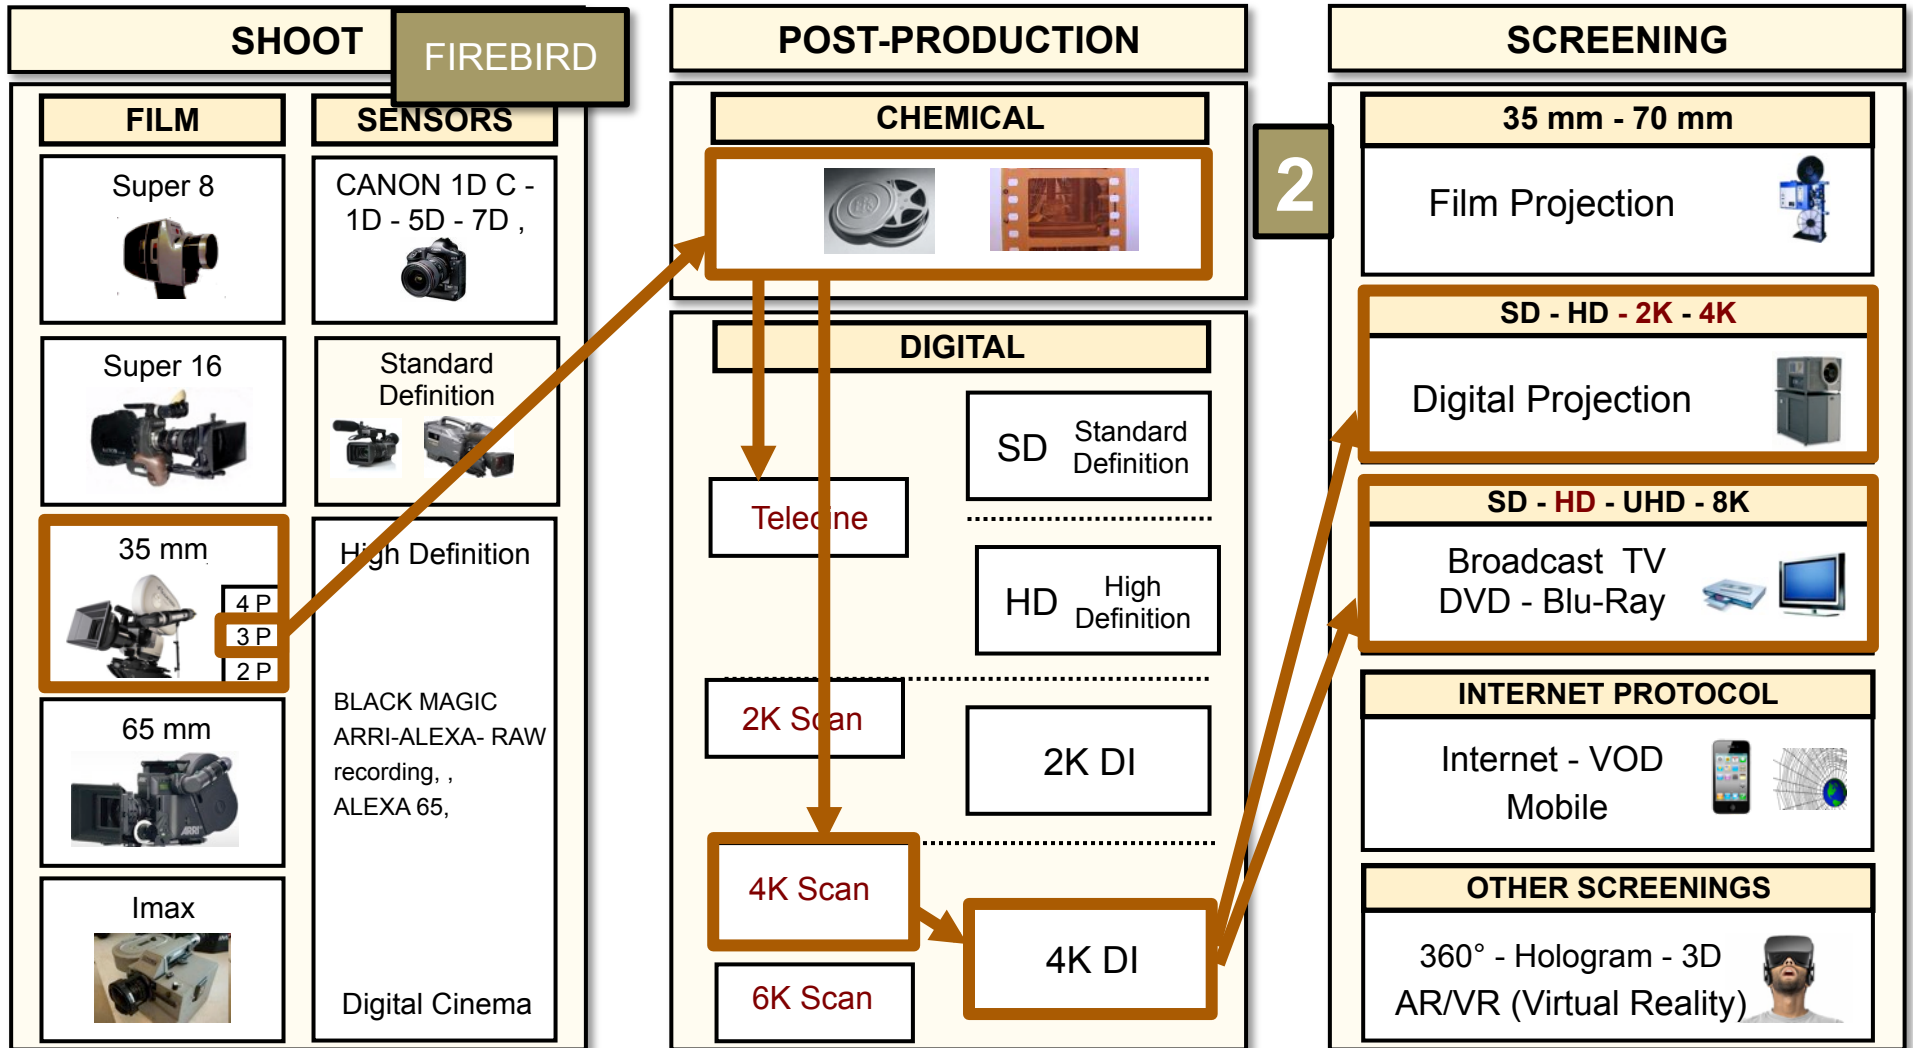 SHOOT
FIREBIRD
FILM
SENSORS
Super 8
CANON 1D C -
1D - 5D - 7D ,
Super 16
Standard
Definition
35 mm
4 P
3 P
2 P
High Definition
65 mm
BLACK MAGIC
ARRI-ALEXA- RAW
recording, ,
ALEXA 65,
Imax
Digital Cinema
POST-PRODUCTION
CHEMICAL
DIGITAL
SD
Standard
Definition
Telecine
HD
High
Definition
2K Scan
2K DI
4K Scan
4K DI
6K Scan
2
SCREENING
35 mm - 70 mm
Film Projection
SD - HD - 2K - 4K
Digital Projection
SD - HD - UHD - 8K
Broadcast TV
DVD - Blu-Ray
INTERNET PROTOCOL
Internet - VOD
Mobile
OTHER SCREENINGS
360° - Hologram - 3D
AR/VR (Virtual Reality)